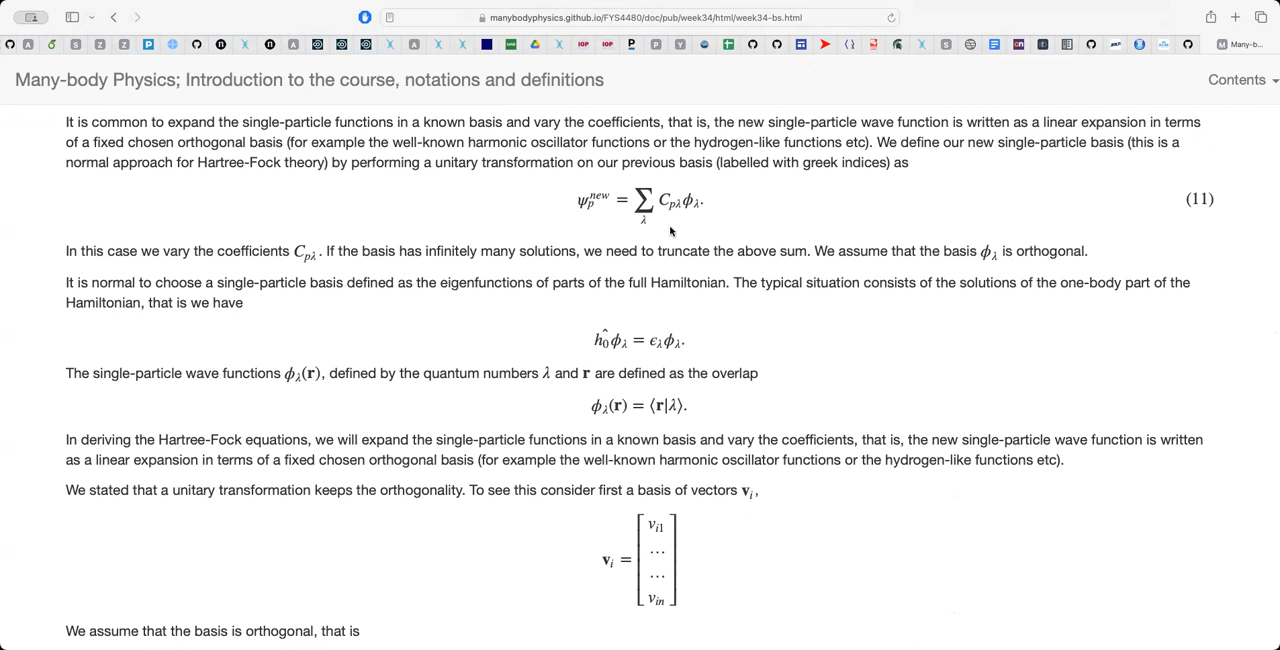 manybodyphysics.github.io/FYS4480/doc/pub/week34/html/week34-bs.html
Many-b...
Many-body Physics; Introduction to the course, notations and definitions
Contents
It is common to expand the single-particle functions in a known basis and vary the coefficients, that is, the new single-particle wave function is written as a linear expansion in terms
of a fixed chosen orthogonal basis (for example the well-known harmonic oscillator functions or the hydrogen-like functions etc). We define our new single-particle basis (this is a
normal approach for Hartree-Fock theory) by performing a unitary transformation on our previous basis (labelled with greek indices) as
ψ_p^{new} = ∑_λ C_{pλ}ϕ_λ. (11)
In this case we vary the coefficients C_{pλ}. If the basis has infinitely many solutions, we need to truncate the above sum. We assume that the basis ϕ_λ is orthogonal.
It is normal to choose a single-particle basis defined as the eigenfunctions of parts of the full Hamiltonian. The typical situation consists of the solutions of the one-body part of the
Hamiltonian, that is we have
ĥ_0ϕ_λ = ϵ_λϕ_λ.
The single-particle wave functions ϕ_λ(r), defined by the quantum numbers λ and r are defined as the overlap
ϕ_λ(r) = ⟨r|λ⟩.
In deriving the Hartree-Fock equations, we will expand the single-particle functions in a known basis and vary the coefficients, that is, the new single-particle wave function is written
as a linear expansion in terms of a fixed chosen orthogonal basis (for example the well-known harmonic oscillator functions or the hydrogen-like functions etc).
We stated that a unitary transformation keeps the orthogonality. To see this consider first a basis of vectors v_i,
v_i = [v_{i1} … … v_{in}]
We assume that the basis is orthogonal, that is